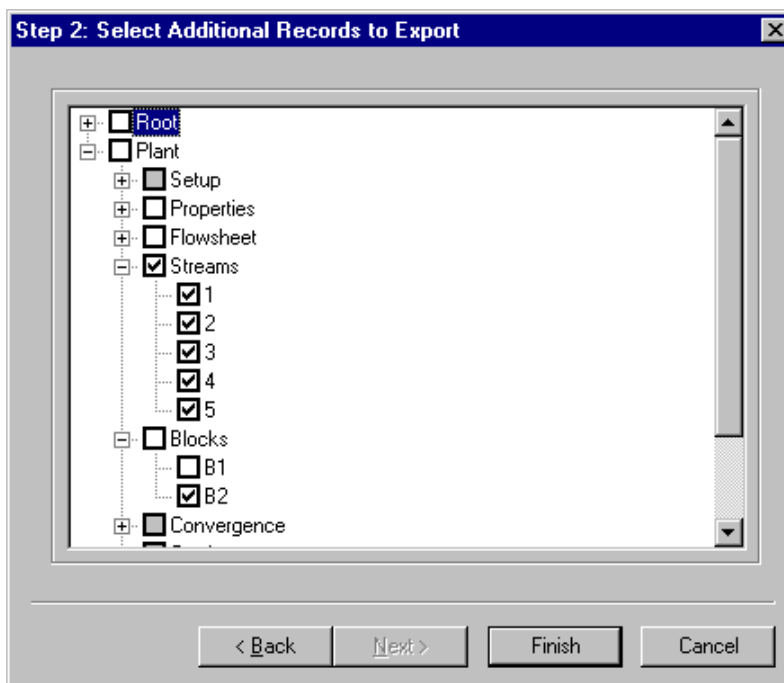 Step 2: Select Additional Records to Export
Root
Plant
Setup
Properties
Flowsheet
Streams
1
2
3
4
5
Blocks
B1
B2
Convergence
< Back Next > Finish Cancel